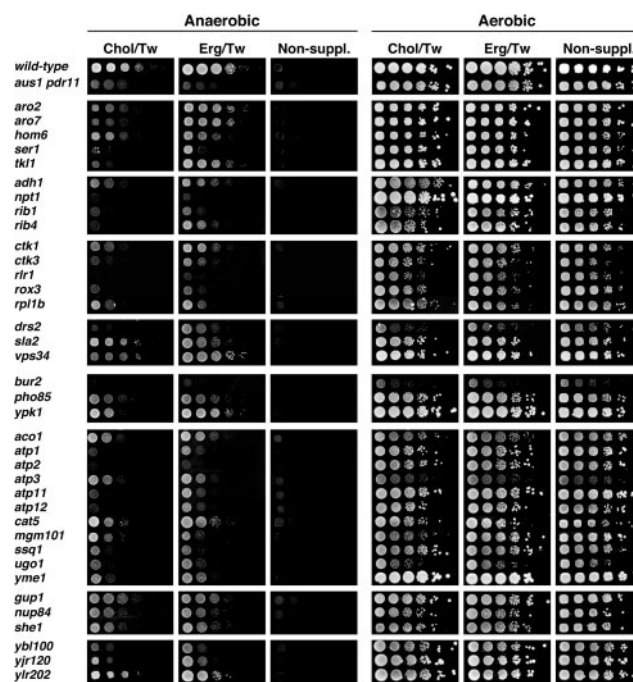 Anaerobic Aerobic
Chol/Tw Erg/Tw Non-suppl. Chol/Tw Erg/Tw Non-suppl.
wild-type
aus1 pdr11
aro2
aro7
hom6
ser1
tkl1
adh1
npt1
rib1
rib4
ctk1
ctk3
rlr1
rox3
rpl1b
drs2
sla2
vps34
bur2
pho85
ypk1
aco1
atp1
atp2
atp3
atp11
atp12
cat5
mgm101
ssq1
ugo1
yme1
gup1
nup84
she1
ybl100
yjr120
ylr202